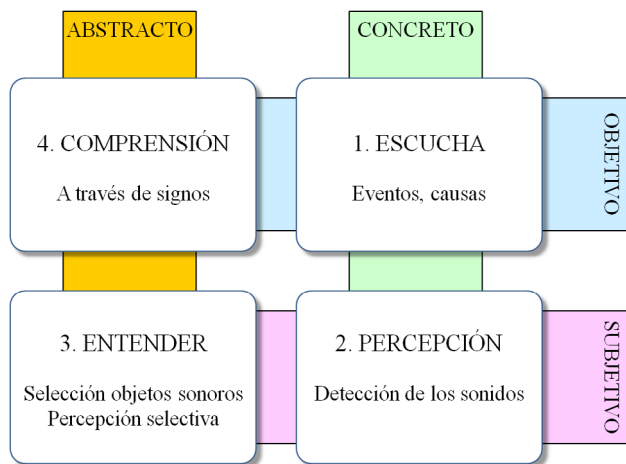 ABSTRACTO
CONCRETO
4. COMPRENSIÓN
A través de signos
1. ESCUCHA
Eventos, causas
OBJETIVO
3. ENTENDER
Selección objetos sonoros
Percepción selectiva
2. PERCEPCIÓN
Detección de los sonidos
SUBJETIVO